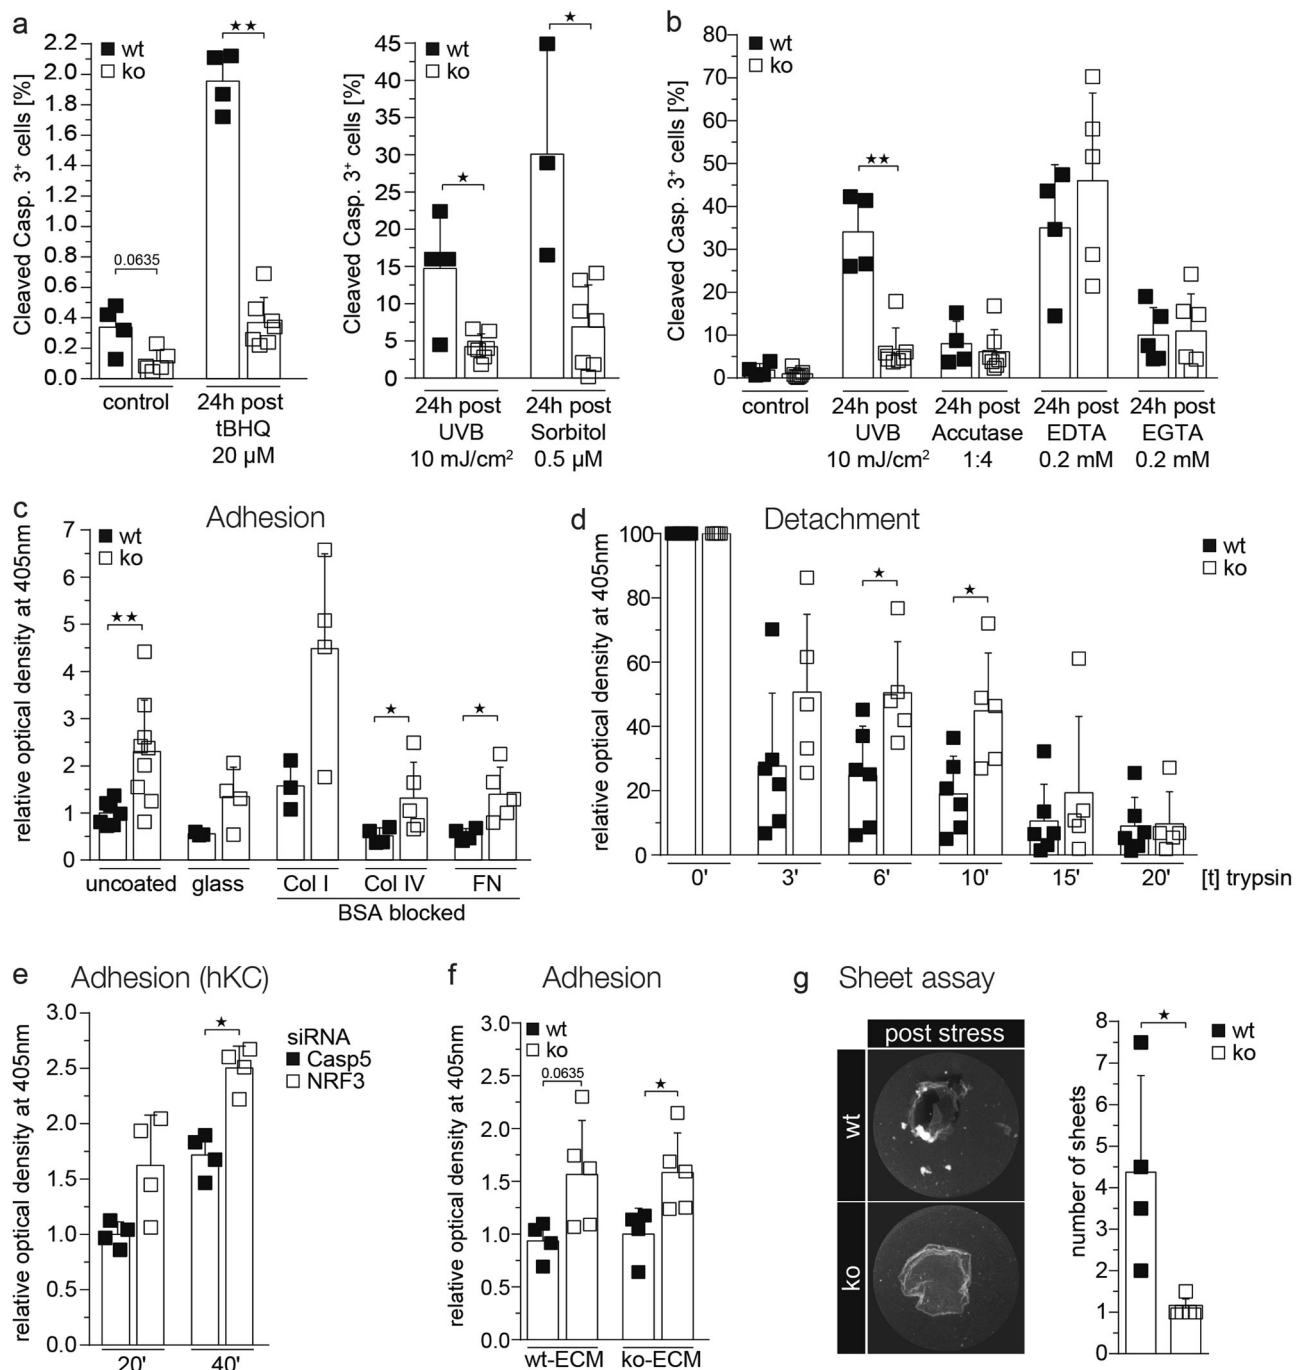 a
Cleaved Casp. 3⁺ cells [%]
2.2
2.0
1.8
1.6
1.4
1.2
1.0
0.8
0.6
0.4
0.2
0.0
wt
ko
0.0635
★★
control
24h post
tBHQ
20 µM
Cleaved Casp. 3⁺ cells [%]
45
40
35
30
25
20
15
10
5
0
wt
ko
★
★
24h post
UVB
10 mJ/cm²
24h post
Sorbitol
0.5 µM
b
Cleaved Casp. 3⁺ cells [%]
80
70
60
50
40
30
20
10
0
wt
ko
★★
control
24h post
UVB
10 mJ/cm²
24h post
Accutase
1:4
24h post
EDTA
0.2 mM
24h post
EGTA
0.2 mM
c
Adhesion
relative optical density at 405nm
7
6
5
4
3
2
1
0
wt
ko
★★
★
★
uncoated
glass
Col I
Col IV
FN
BSA blocked
d
Detachment
relative optical density at 405nm
100
80
60
40
20
0
wt
ko
★
★
0'
3'
6'
10'
15'
20'
[t] trypsin
e
Adhesion (hKC)
relative optical density at 405nm
3.0
2.5
2.0
1.5
1.0
0.5
0.0
★
siRNA
Casp5
NRF3
20'
40'
f
Adhesion
relative optical density at 405nm
3.0
2.5
2.0
1.5
1.0
0.5
0.0
wt
ko
0.0635
★
wt-ECM
ko-ECM
g
Sheet assay
post stress
wt
ko
number of sheets
8
7
6
5
4
3
2
1
0
★
wt
ko